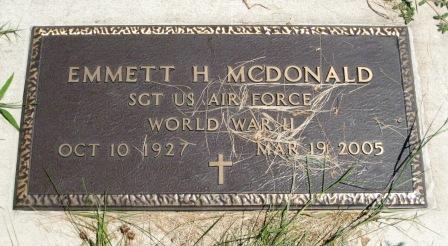 EMMETT H MCDONALD
SGT US AIR FORCE
WORLD WAR II
OCT 10 1927 MAR 19 2005